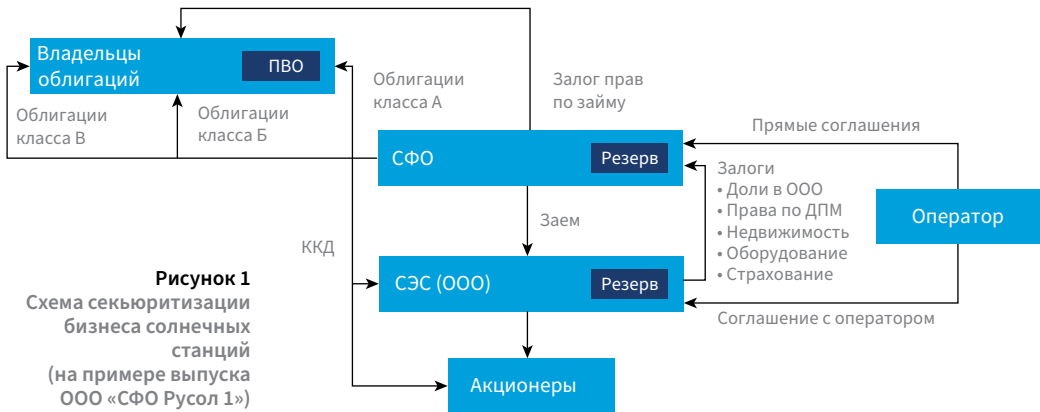 Владельцы
облигаций
ПВО
Облигации
класса В
Облигации
класса Б
Облигации
класса А
Залог прав
по займу
Прямые соглашения
СФО
Резерв
Залоги
• Доли в ООО
• Права по ДПМ
• Недвижимость
• Оборудование
• Страхование
Оператор
Заем
ККД
СЭС (ООО)
Резерв
Соглашение с оператором
Акционеры
Рисунок 1
Схема секьюритизации
бизнеса солнечных
станций
(на примере выпуска
ООО «СФО Русол 1»)